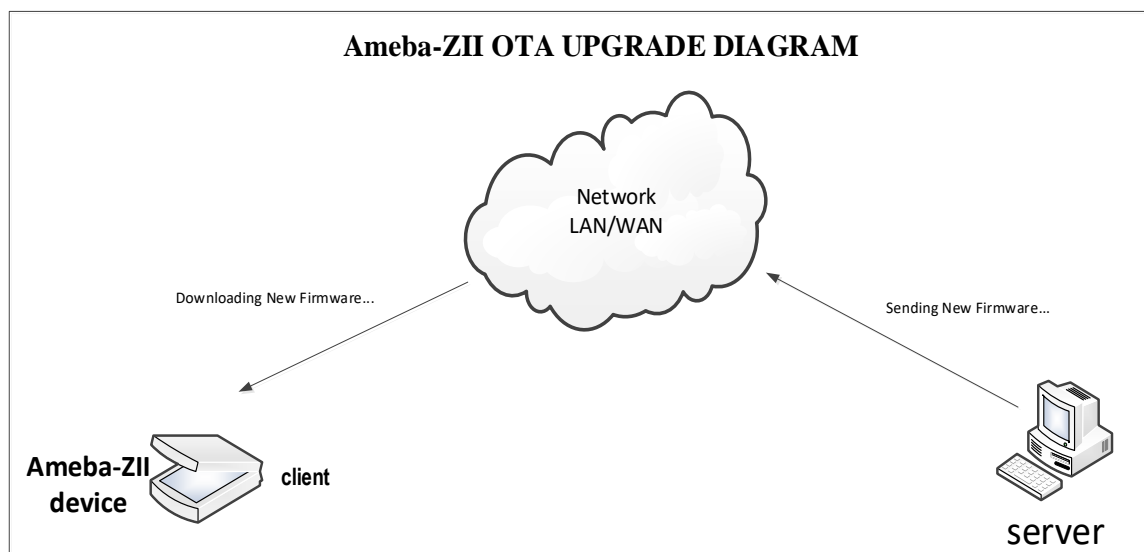 Ameba-ZII OTA UPGRADE DIAGRAM
Network
LAN/WAN
Downloading New Firmware...
Sending New Firmware...
Ameba-ZII
device
client
server